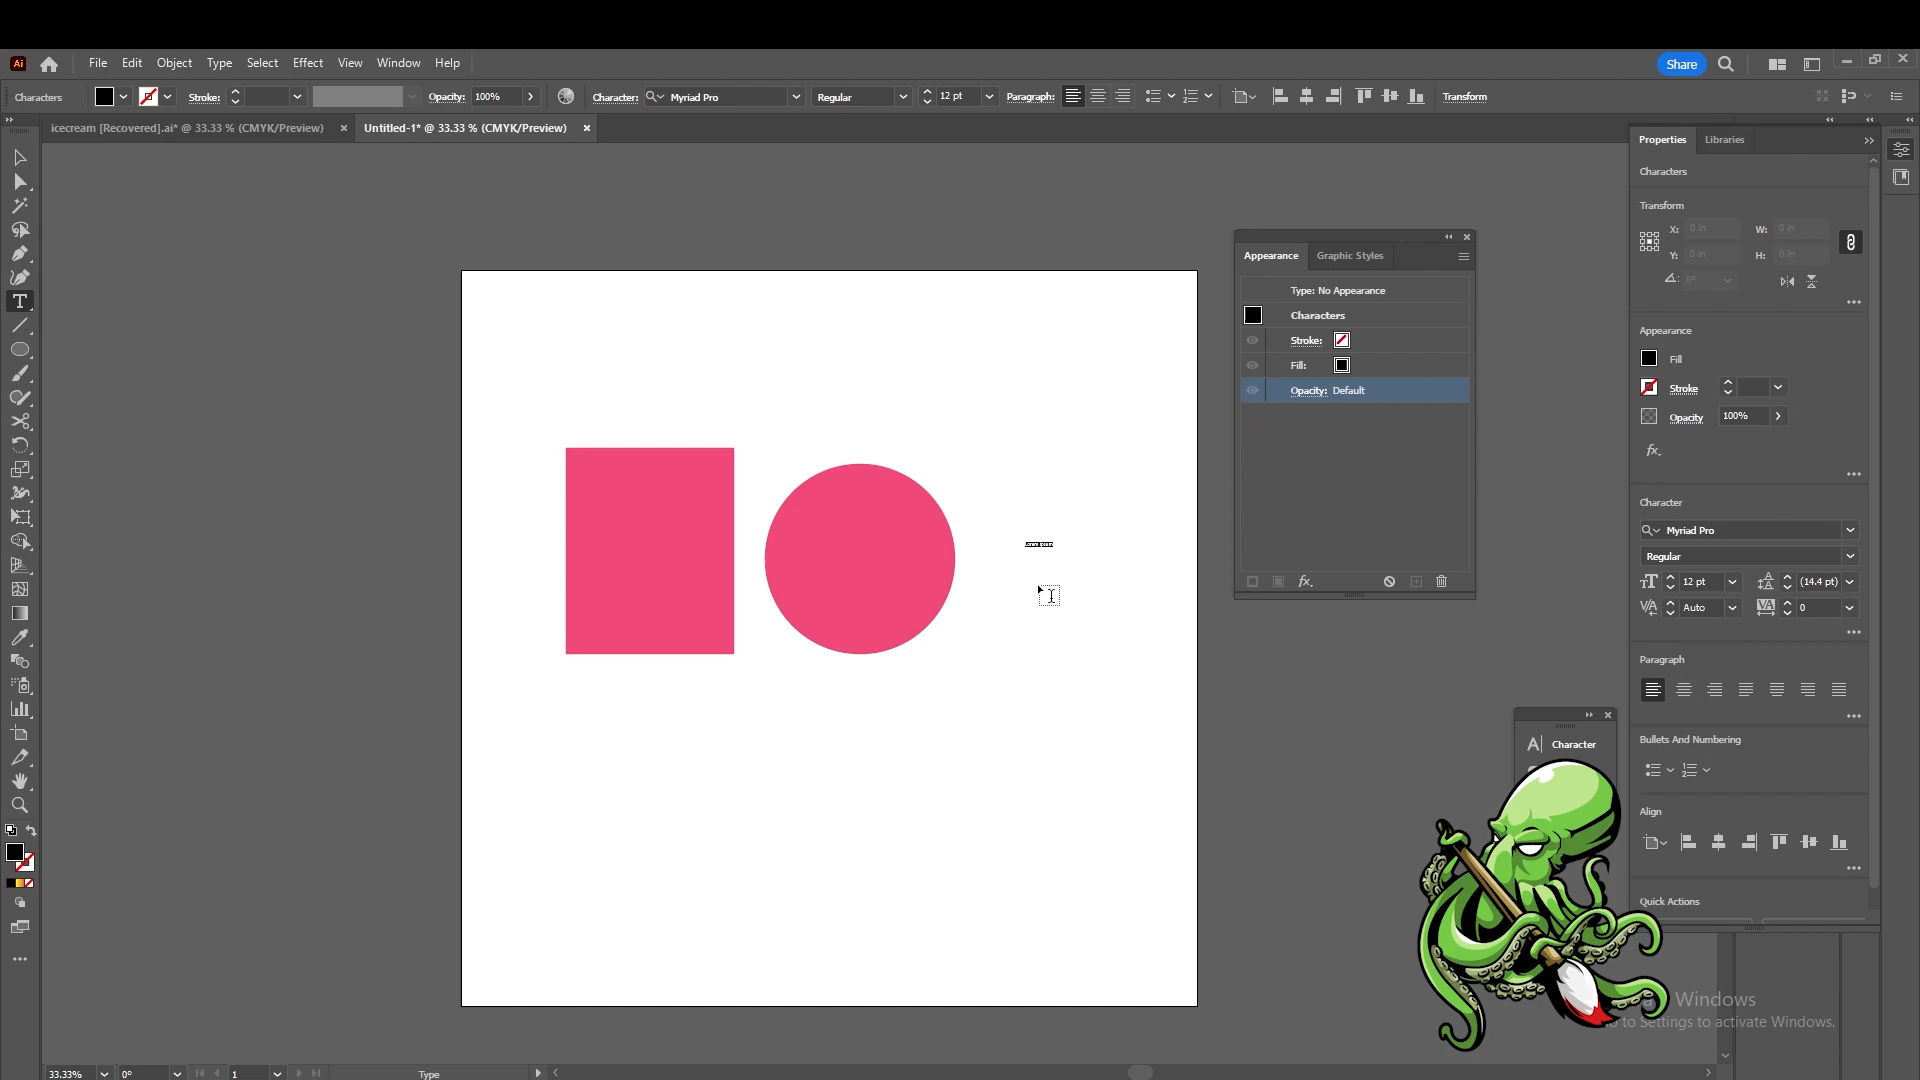 Ai File Edit Object Type Select Effect View Window Help Share
Characters Stroke: Opacity: 100% Character: Myriad Pro Regular 12 pt Paragraph: Transform
icecream [Recovered].ai* @ 33.33 % (CMYK/Preview) Untitled-1* @ 33.33 % (CMYK/Preview)
Properties Libraries
Characters
Transform
X: 0 in W: 0 in
Y: 0 in H: 0 in
0°
Appearance
Fill
Stroke
Opacity 100%
fx.
Character
Myriad Pro
Regular
12 pt (14.4 pt)
Auto 0
Paragraph
Bullets And Numbering
Align
Quick Actions
Appearance Graphic Styles
Type: No Appearance
Characters
Stroke:
Fill:
Opacity: Default
fx.
Character
Windows
to Settings to activate Windows.
33.33% 0° 1 Type